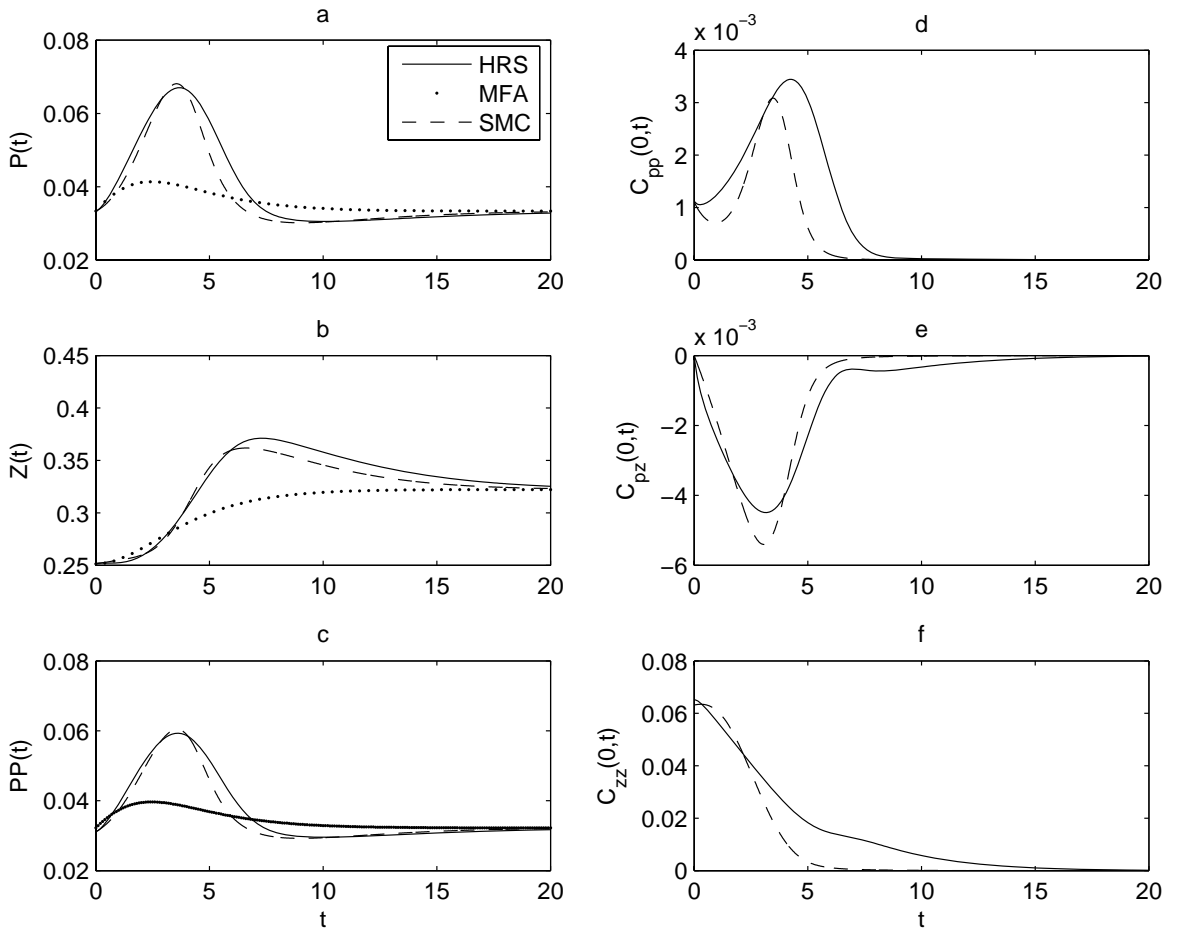 a
0.08
0.06
0.04
0.02
P(t)
HRS
MFA
SMC
0 5 10 15 20
d
x 10⁻³
4
3
2
1
0
C_pp(0,t)
0 5 10 15 20
b
0.45
0.4
0.35
0.3
0.25
Z(t)
0 5 10 15 20
e
x 10⁻³
0
−2
−4
−6
C_pz(0,t)
0 5 10 15 20
c
0.08
0.06
0.04
0.02
PP(t)
0 5 10 15 20
t
f
0.08
0.06
0.04
0.02
0
C_zz(0,t)
0 5 10 15 20
t